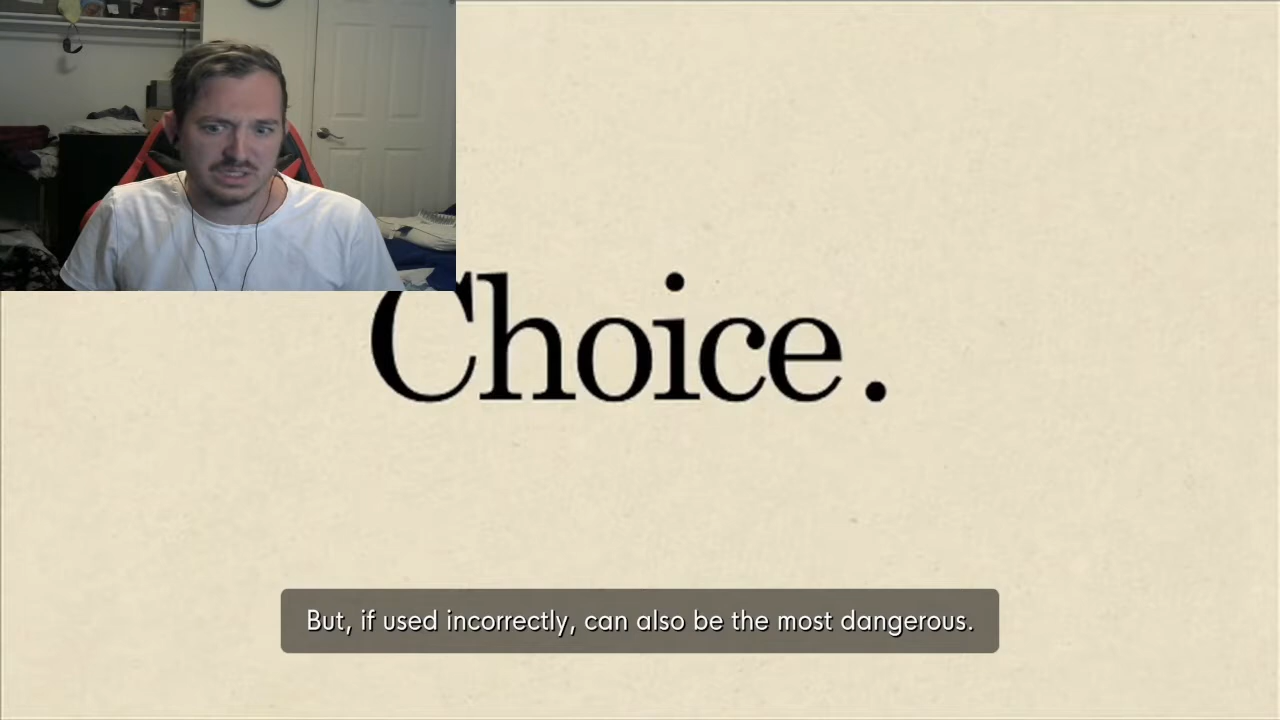 Choice.
But, if used incorrectly, can also be the most dangerous.